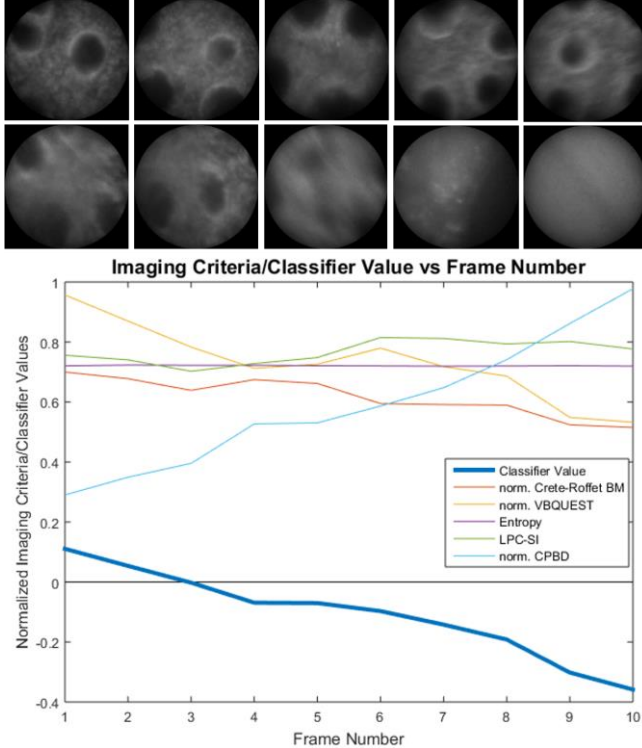 Imaging Criteria/Classifier Value vs Frame Number
Normalized Imaging Criteria/Classifier Values
1
0.8
0.6
0.4
0.2
0
-0.2
-0.4
Classifier Value
norm. Crete-Roffet BM
norm. VBQUEST
Entropy
LPC-SI
norm. CPBD
1 2 3 4 5 6 7 8 9 10
Frame Number